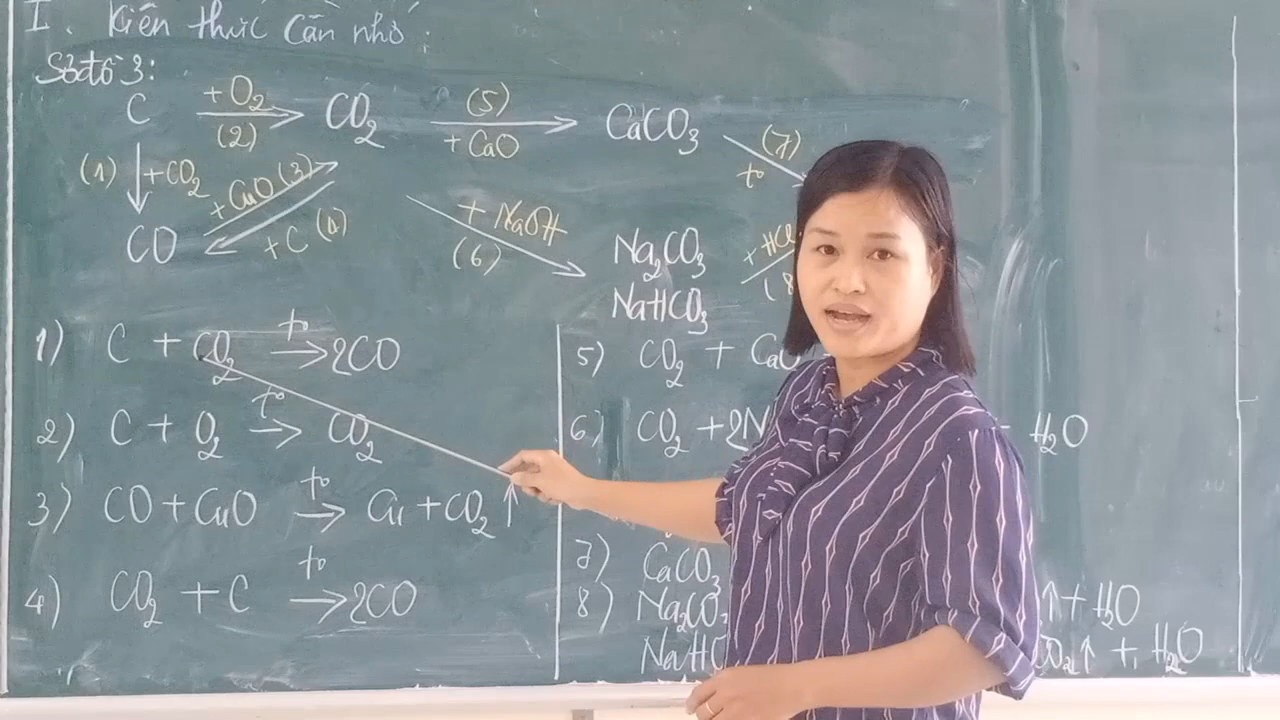 I. Kiến thức cần nhớ:
Sơ đồ 3:
C +O₂ (2) → CO₂ (5) +CaO → CaCO₃ (7) t°
(1) ↓ +CO₂ +CuO (3) +C (4) +NaOH (6)
CO Na₂CO₃ +HCl (8
NaHCO₃
1) C + CO₂ t° → 2CO
2) C + O₂ t° → CO₂
3) CO + CuO t° → Cu + CO₂ ↑
4) CO₂ + C t° → 2CO
5) CO₂ + CaO
6) CO₂ + 2N H₂O
7) CaCO₃
8) Na₂CO₃ ↑ + H₂O
NaHC CO₂ ↑ + H₂O